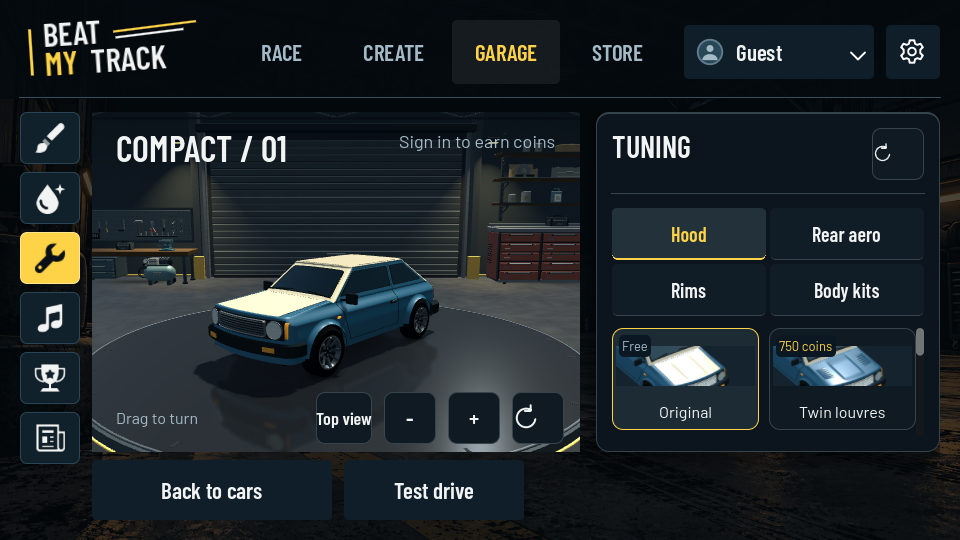 BEAT
MY TRACK
RACE
CREATE
GARAGE
STORE
Guest
COMPACT / 01
Sign in to earn coins
Drag to turn
Top view
-
+
TUNING
Hood
Rear aero
Rims
Body kits
Free
Original
750 coins
Twin louvres
Back to cars
Test drive